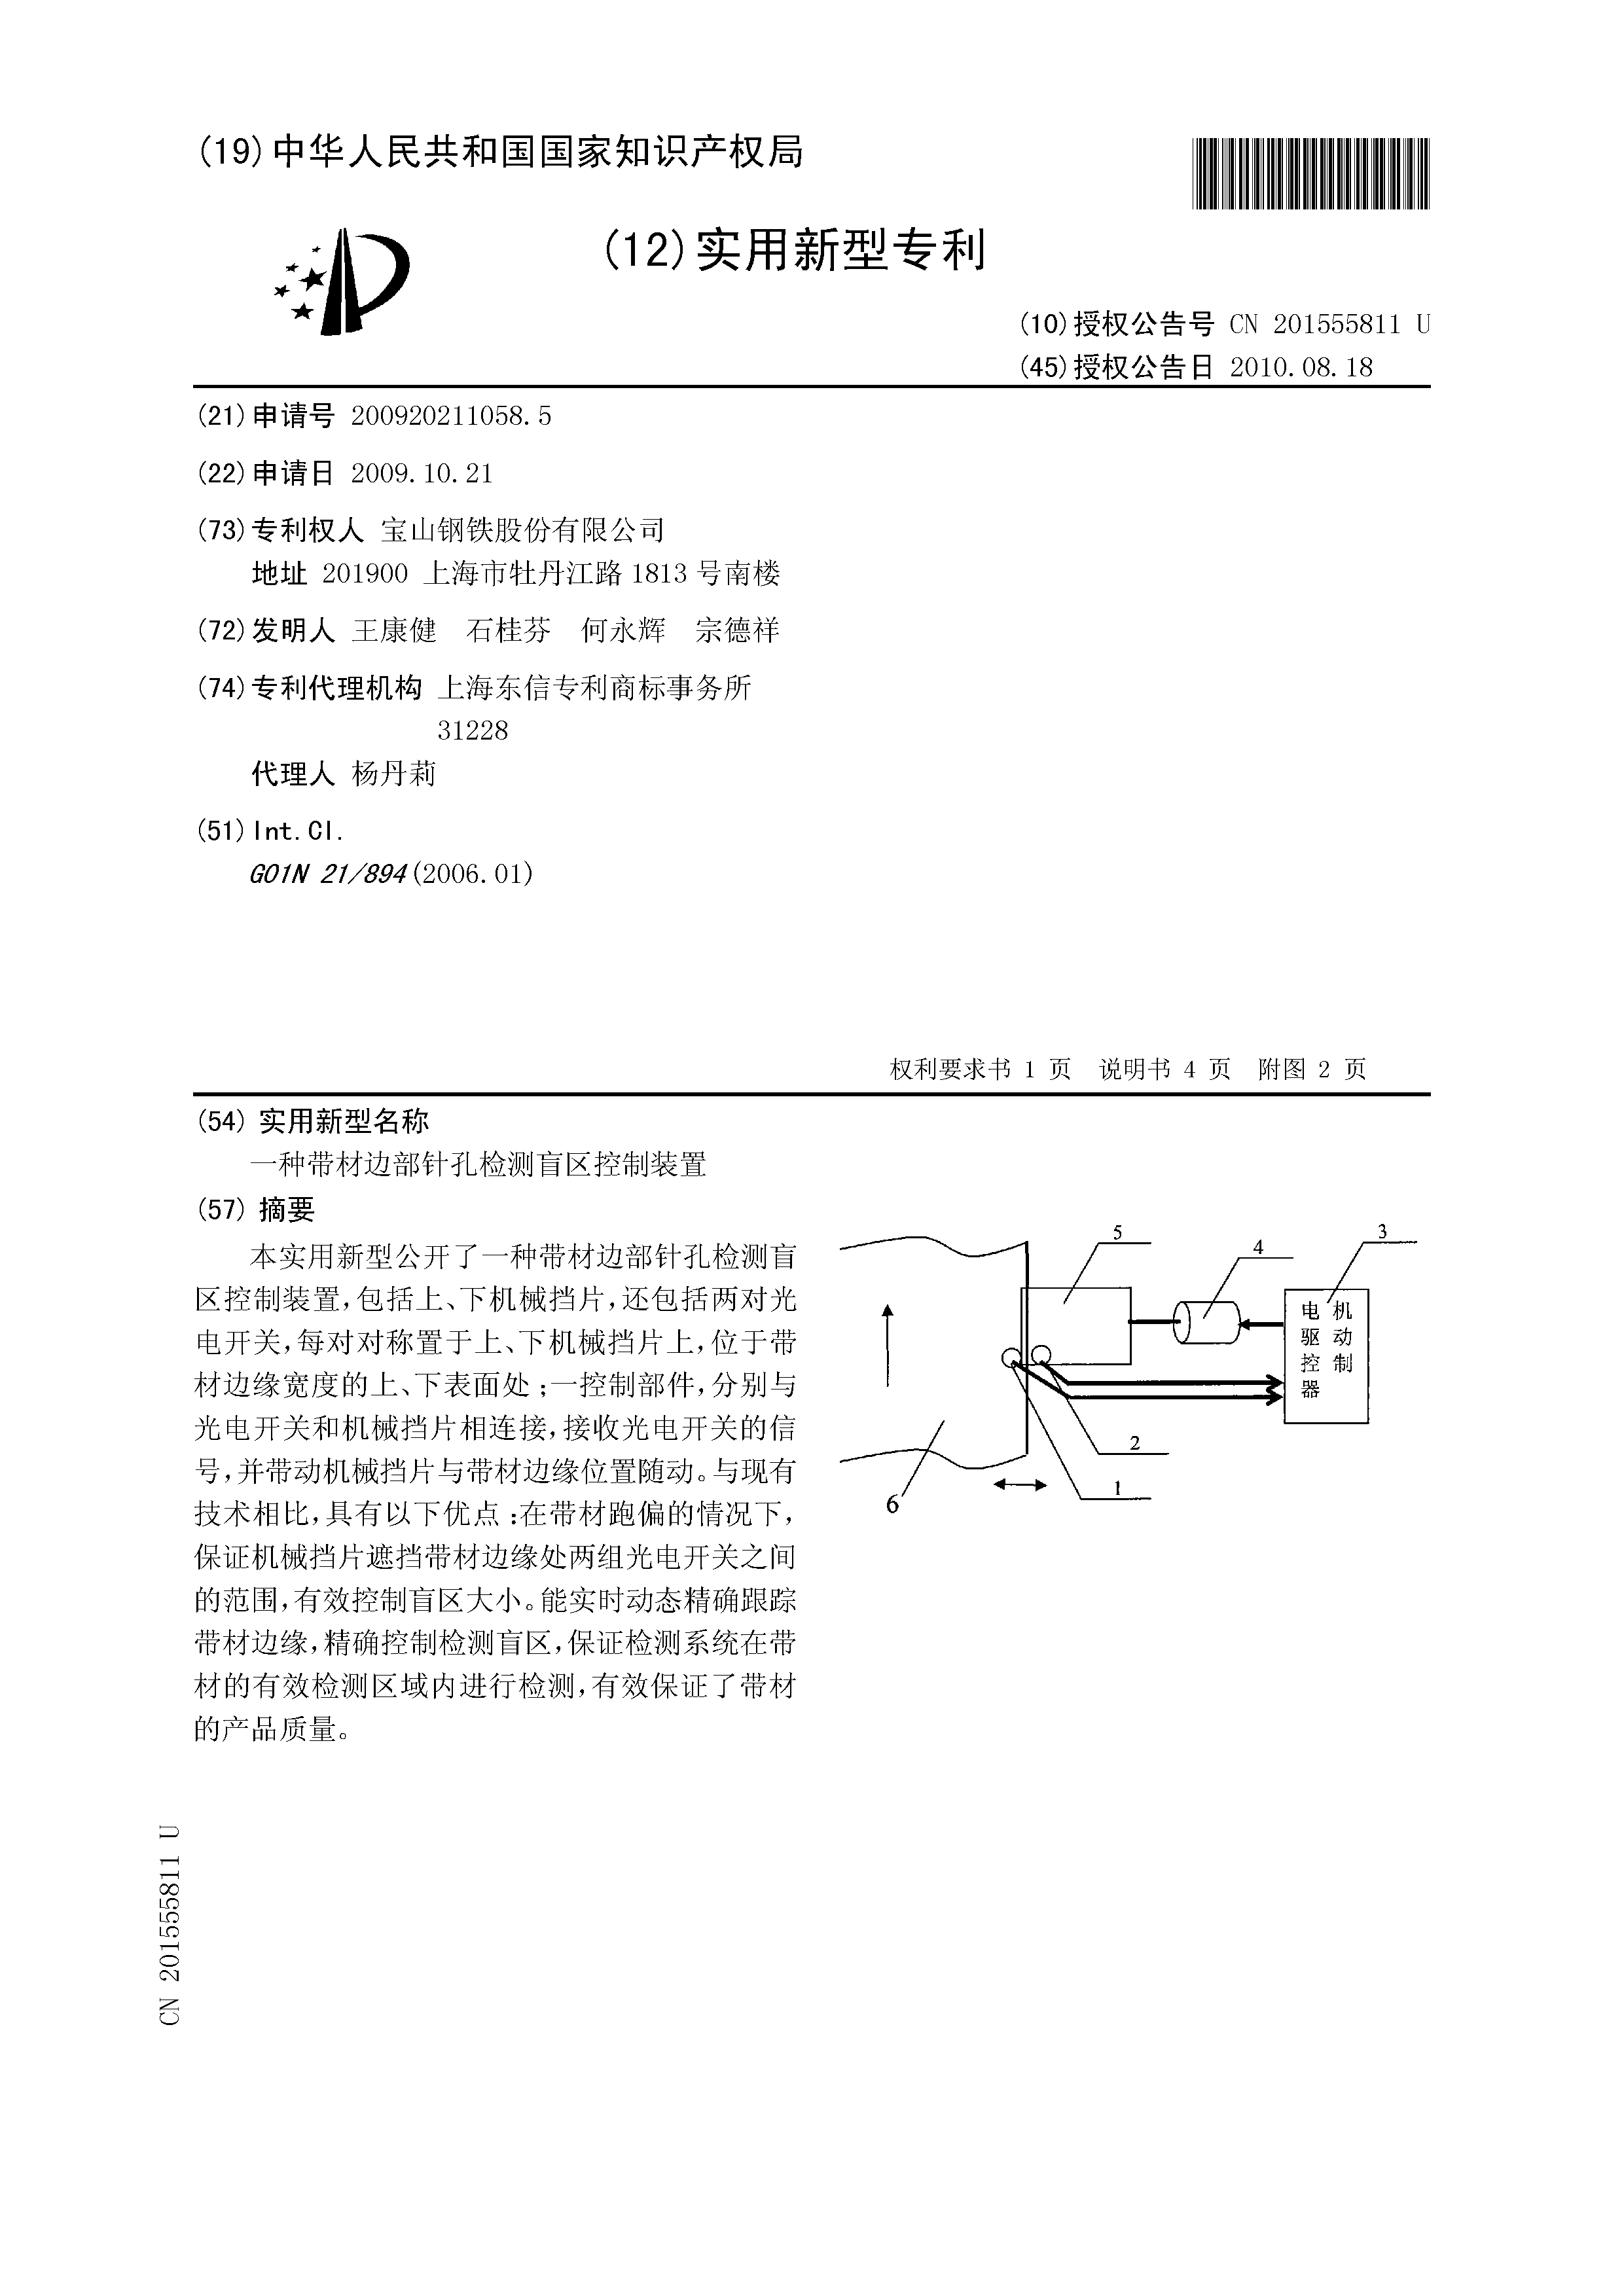 (19)中华人民共和国国家知识产权局
(12)实用新型专利
(10)授权公告号 CN 201555811 U
(45)授权公告日 2010.08.18
(21)申请号 200920211058.5
(22)申请日 2009.10.21
(73)专利权人 宝山钢铁股份有限公司
地址 201900 上海市牡丹江路 1813 号南楼
(72)发明人 王康健 石桂芬 何永辉 宗德祥
(74)专利代理机构 上海东信专利商标事务所
31228
代理人 杨丹莉
(51)Int.Cl.
G01N 21/894(2006.01)
权利要求书 1 页 说明书 4 页 附图 2 页
(54) 实用新型名称
一种带材边部针孔检测盲区控制装置
(57) 摘要
本实用新型公开了一种带材边部针孔检测盲
区控制装置,包括上、下机械挡片,还包括两对光
电开关,每对对称置于上、下机械挡片上,位于带
材边缘宽度的上、下表面处;一控制部件,分别与
光电开关和机械挡片相连接,接收光电开关的信
号,并带动机械挡片与带材边缘位置随动。与现有
技术相比,具有以下优点:在带材跑偏的情况下,
保证机械挡片遮挡带材边缘处两组光电开关之间
的范围,有效控制盲区大小。能实时动态精确跟踪
带材边缘,精确控制检测盲区,保证检测系统在带
材的有效检测区域内进行检测,有效保证了带材
的产品质量。
5
4
3
电 机
驱 动
控 制
器
2
1
6
CN 201555811 U